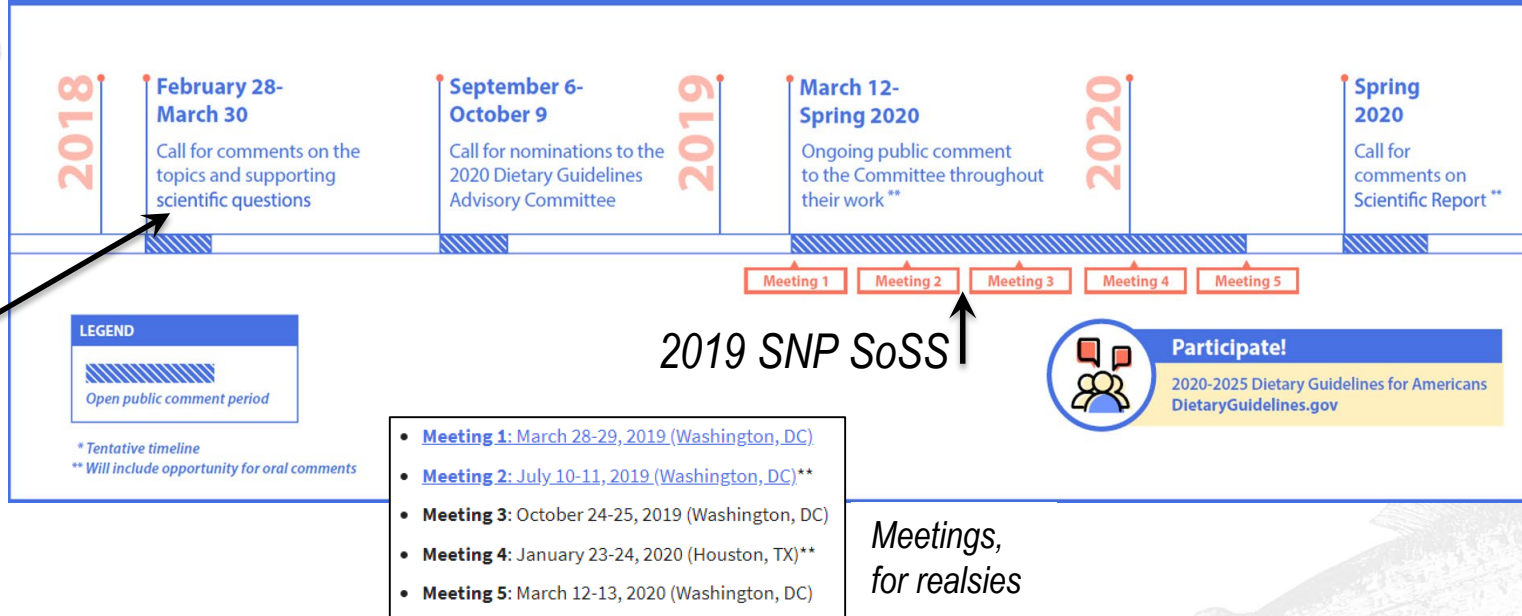 2018
February 28-
March 30
Call for comments on the
topics and supporting
scientific questions
September 6-
October 9
Call for nominations to the
2020 Dietary Guidelines
Advisory Committee
2019
March 12-
Spring 2020
Ongoing public comment
to the Committee throughout
their work **
2020
Spring
2020
Call for
comments on
Scientific Report **
Meeting 1
Meeting 2
Meeting 3
Meeting 4
Meeting 5
2019 SNP SoSS
LEGEND
Open public comment period
* Tentative timeline
** Will include opportunity for oral comments
Participate!
2020-2025 Dietary Guidelines for Americans
DietaryGuidelines.gov
• Meeting 1: March 28-29, 2019 (Washington, DC)
• Meeting 2: July 10-11, 2019 (Washington, DC)**
• Meeting 3: October 24-25, 2019 (Washington, DC)
• Meeting 4: January 23-24, 2020 (Houston, TX)**
• Meeting 5: March 12-13, 2020 (Washington, DC)
Meetings,
for realsies